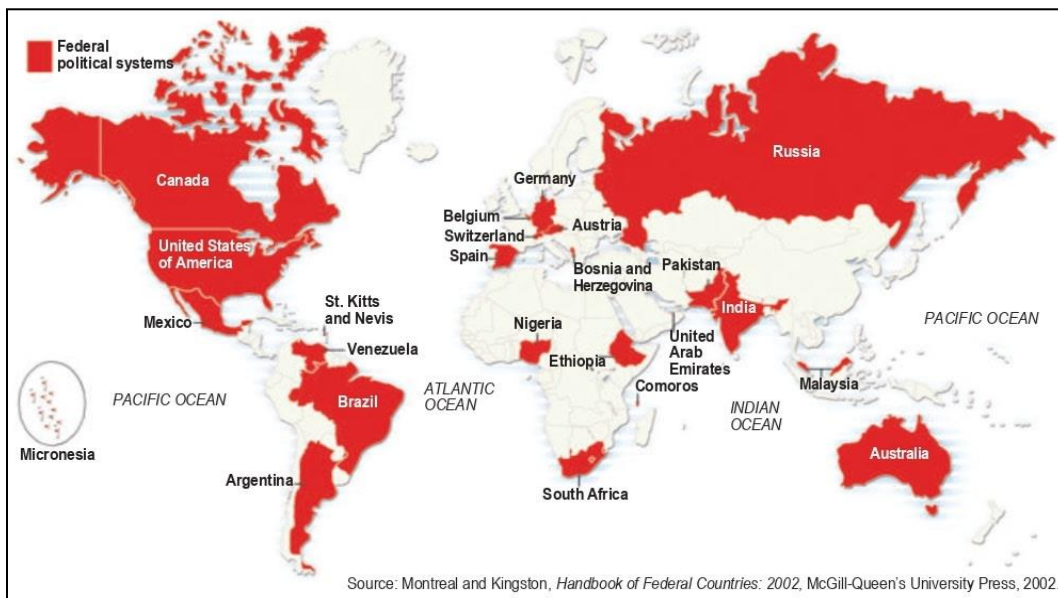 Federal
political systems
Canada
United States
of America
Mexico
St. Kitts
and Nevis
Venezuela
Brazil
Argentina
Micronesia
PACIFIC OCEAN
ATLANTIC
OCEAN
Germany
Belgium
Switzerland
Austria
Spain
Bosnia and
Herzegovina
Russia
Pakistan
India
Nigeria
Ethiopia
United
Arab
Emirates
Comoros
South Africa
INDIAN
OCEAN
Malaysia
PACIFIC OCEAN
Australia
Source: Montreal and Kingston, Handbook of Federal Countries: 2002, McGill-Queen's University Press, 2002.